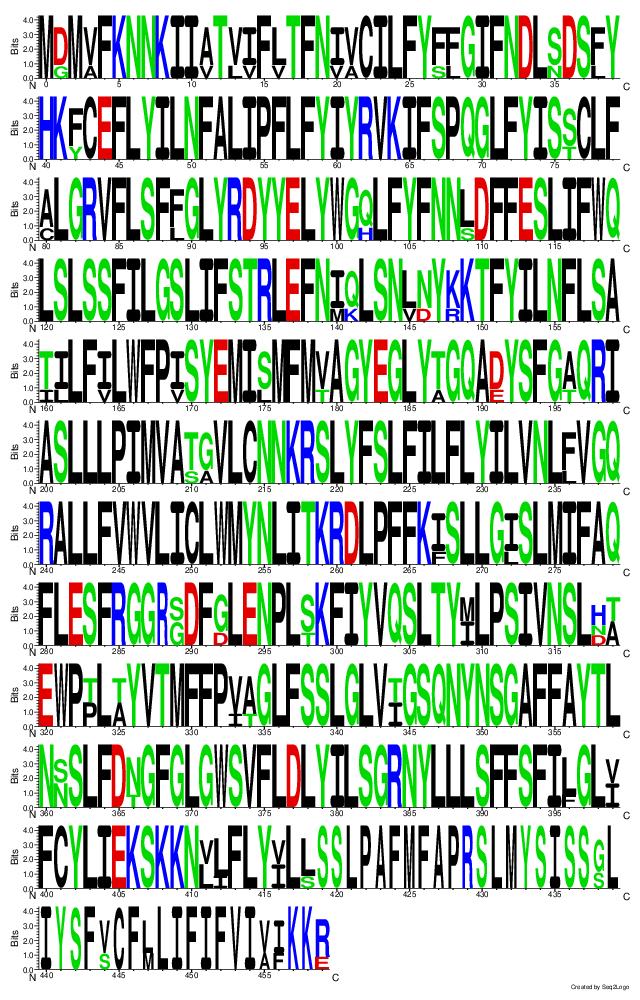 Bits 4.0 3.0 2.0 1.0 0.0
MDMVFKNNKIIATVIFLTFNIVCILFYFFGIFNDLSDSFY
N 0 5 10 15 20 25 30 35 C
Bits 4.0 3.0 2.0 1.0 0.0
HKFCEFLYILNFALIPFLFYIYRVKIFSPQGLFYISSCLF
N 40 45 50 55 60 65 70 75 C
Bits 4.0 3.0 2.0 1.0 0.0
ALGRVFLSFFGLYRDYYELYWGQLFYFNNLDFFESLIFWQ
N 80 85 90 95 100 105 110 115 C
Bits 4.0 3.0 2.0 1.0 0.0
LSLSSFILGSLIFSTRLEFNIQLSNLNYKKTFYILNFLSA
N 120 125 130 135 140 145 150 155 C
Bits 4.0 3.0 2.0 1.0 0.0
TILFILWFPISYEMISMFMVAGYEGLYTGQADYSFGAQRI
N 160 165 170 175 180 185 190 195 C
Bits 4.0 3.0 2.0 1.0 0.0
ASLLLPIMVATGVLCNNKRSLYFSLFILFLYILVNLFVGQ
N 200 205 210 215 220 225 230 235 C
Bits 4.0 3.0 2.0 1.0 0.0
RALLFVWVLICLWMYNLITKRDLPFFKISLLGISLMIFAQ
N 240 245 250 255 260 265 270 275 C
Bits 4.0 3.0 2.0 1.0 0.0
FLESFRGGRSDFGLENPLSKFIYVQSLTYMLPSIVNSLHT
N 280 285 290 295 300 305 310 315 C
Bits 4.0 3.0 2.0 1.0 0.0
EWPTLTYVTMFFPVAGLFSSLGLVTGSQNYNSGAFFAYTL
N 320 325 330 335 340 345 350 355 C
Bits 4.0 3.0 2.0 1.0 0.0
NSSLFDNGFGLGWSVFLDLYILSGRNYLLLSFFSFILGLV
N 360 365 370 375 380 385 390 395 C
Bits 4.0 3.0 2.0 1.0 0.0
FCYLIEKSKKNVLFLYVLLSSLPAFMFAPRSLMYSISSGL
N 400 405 410 415 420 425 430 435 C
Bits 4.0 3.0 2.0 1.0 0.0
IYSFVCFMLIFIFVIVIKKR
N 440 445 450 455 C
Created by Seq2Logo